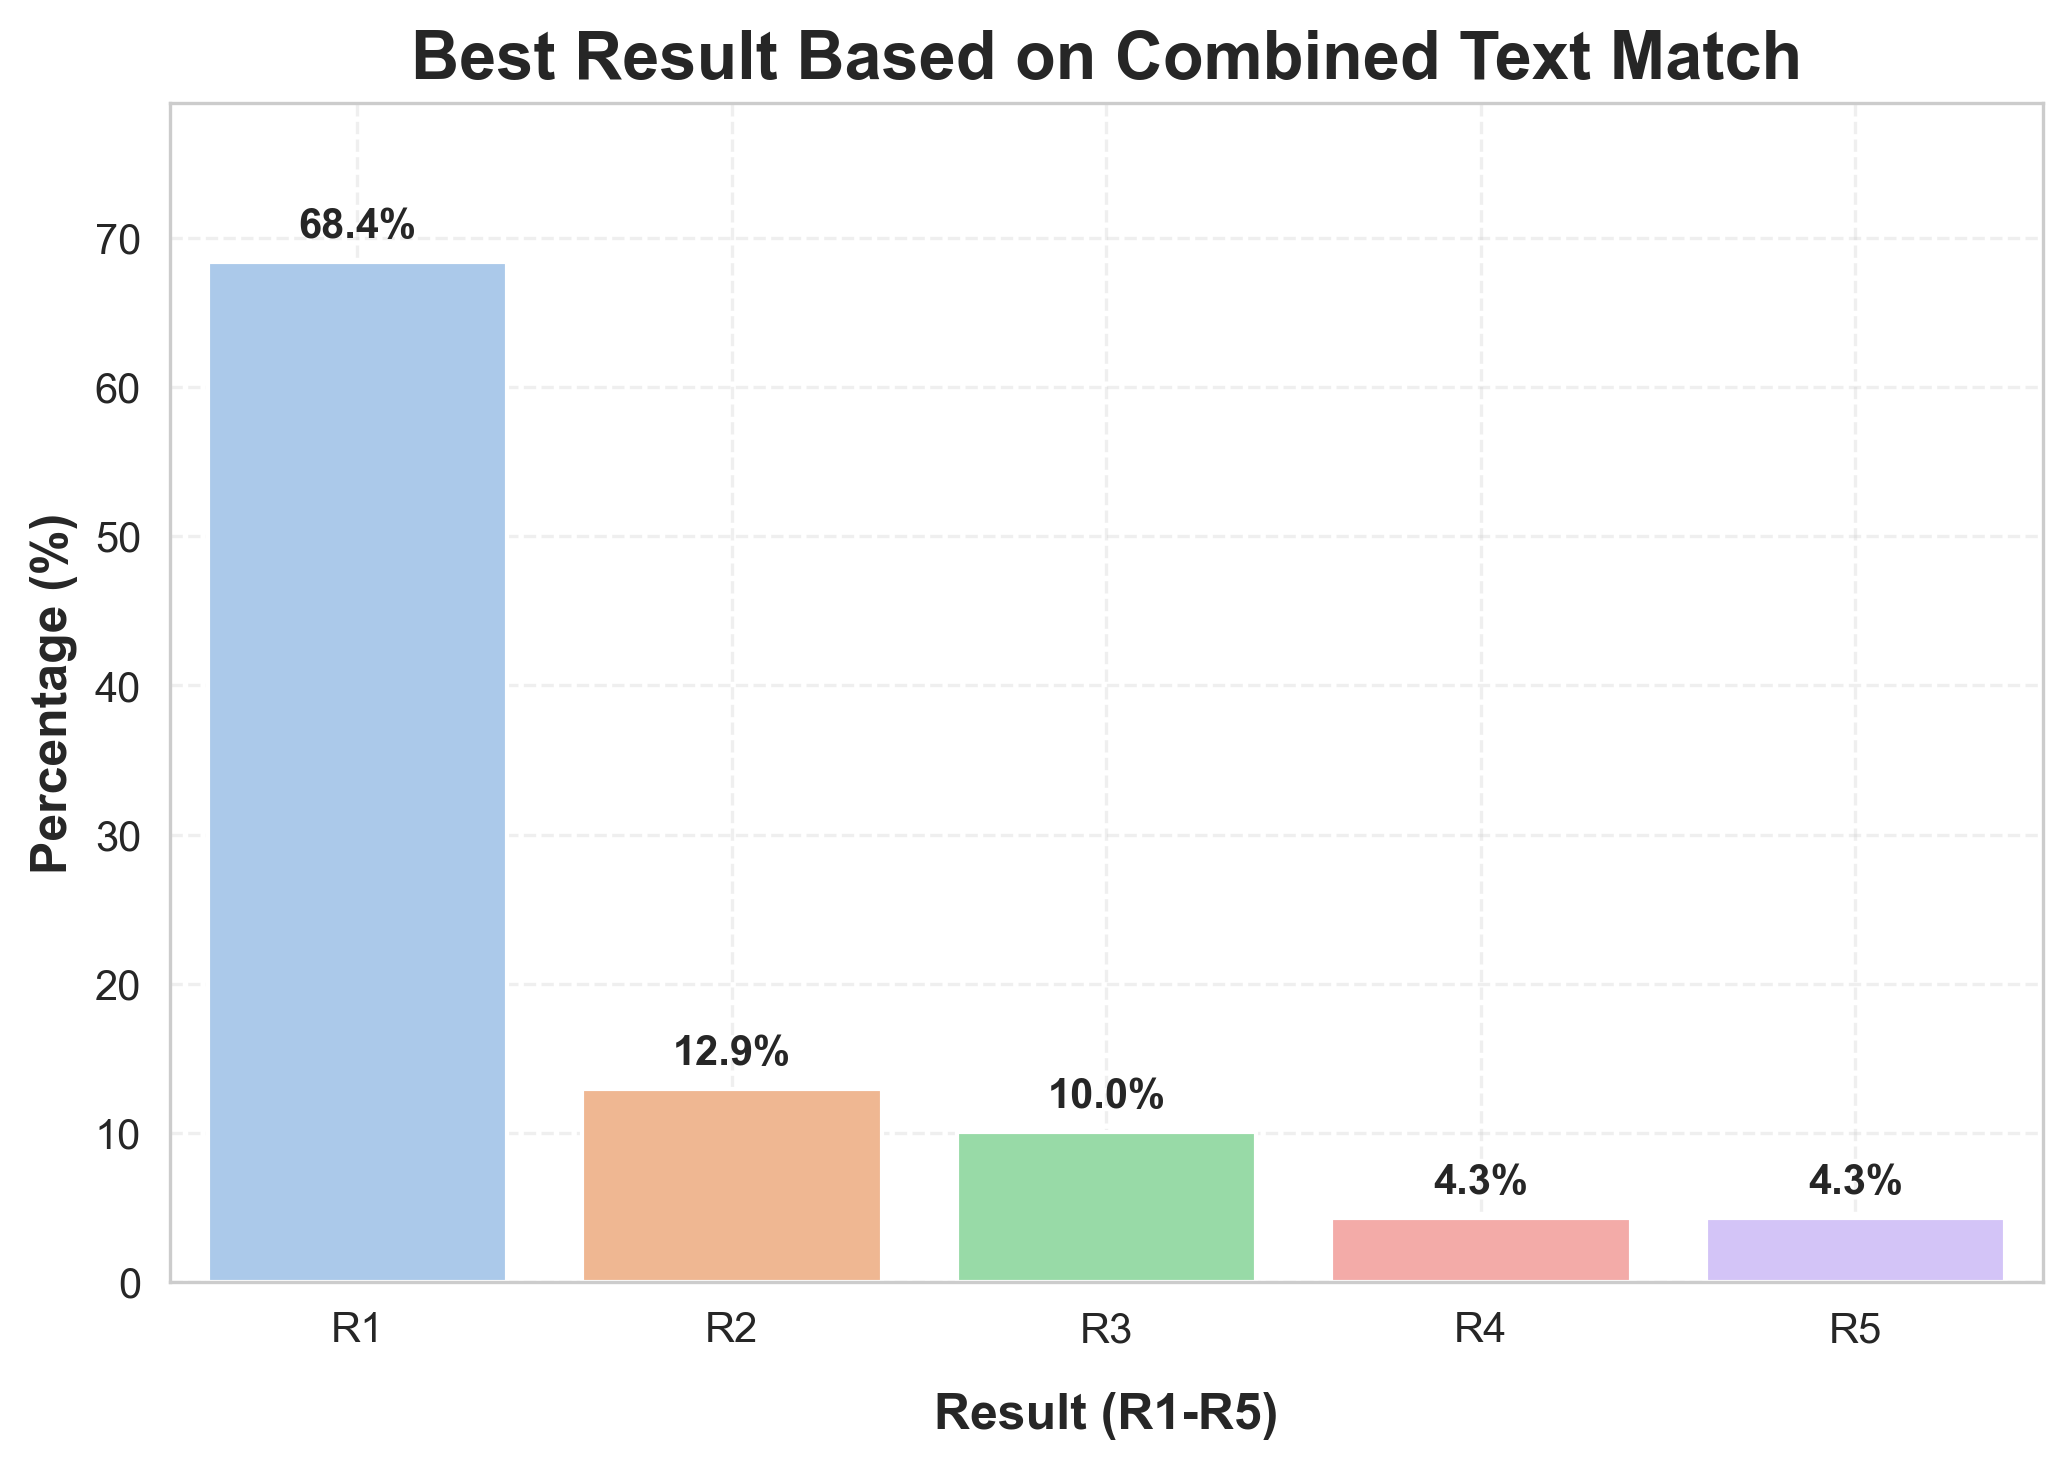 Best Result Based on Combined Text Match
Percentage (%)
70
60
50
40
30
20
10
0
68.4%
12.9%
10.0%
4.3%
4.3%
R1
R2
R3
R4
R5
Result (R1-R5)